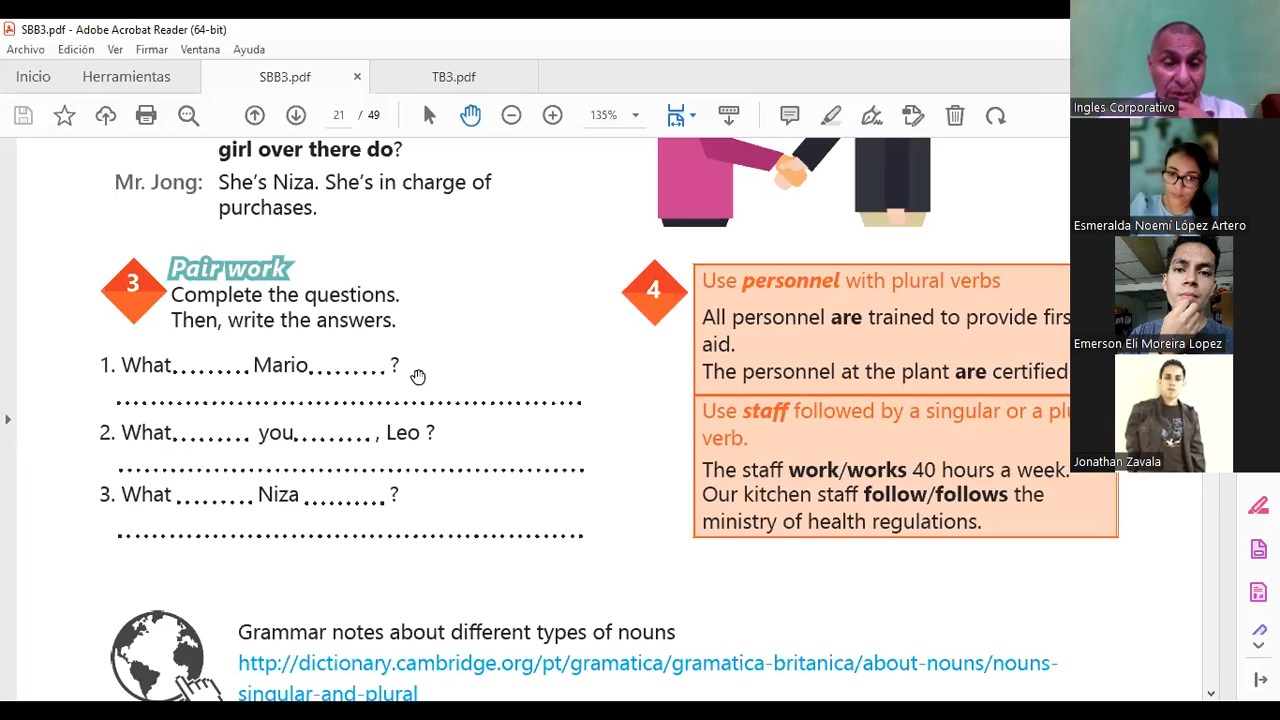 SBB3.pdf - Adobe Acrobat Reader (64-bit)
Archivo Edición Ver Firmar Ventana Ayuda
Inicio Herramientas SBB3.pdf × TB3.pdf
21 / 49 135%
girl over there do?
Mr. Jong: She's Niza. She's in charge of
purchases.
3 Pair work
Complete the questions.
Then, write the answers.
1. What......... Mario......... ?
2. What......... you........., Leo ?
3. What ......... Niza ......... ?
4
Use personnel with plural verbs
All personnel are trained to provide
aid.
The personnel at the plant are certified
Use staff followed by a singular or a
verb.
The staff work/works 40 hours a week.
Our kitchen staff follow/follows the
ministry of health regulations.
Grammar notes about different types of nouns
http://dictionary.cambridge.org/pt/gramatica/gramatica-britanica/about-nouns/nouns-
singular-and-plural
Ingles Corporativo
Esmeralda Noemí López Artero
Emerson Eli Moreira Lopez
Jonathan Zavala